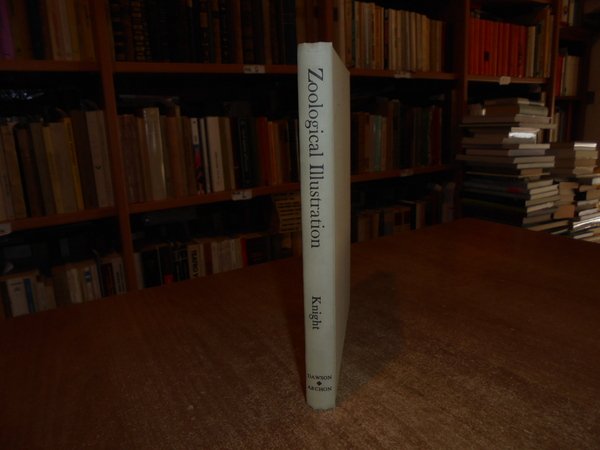 Zoological Illustration
Knight
DAWSON
ARCHON